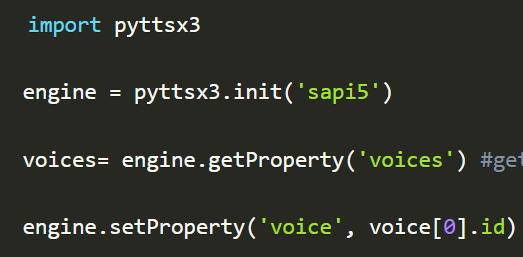 import pyttsx3
engine = pyttsx3.init('sapi5')
voices= engine.getProperty('voices') #get
engine.setProperty('voice', voice[0].id)